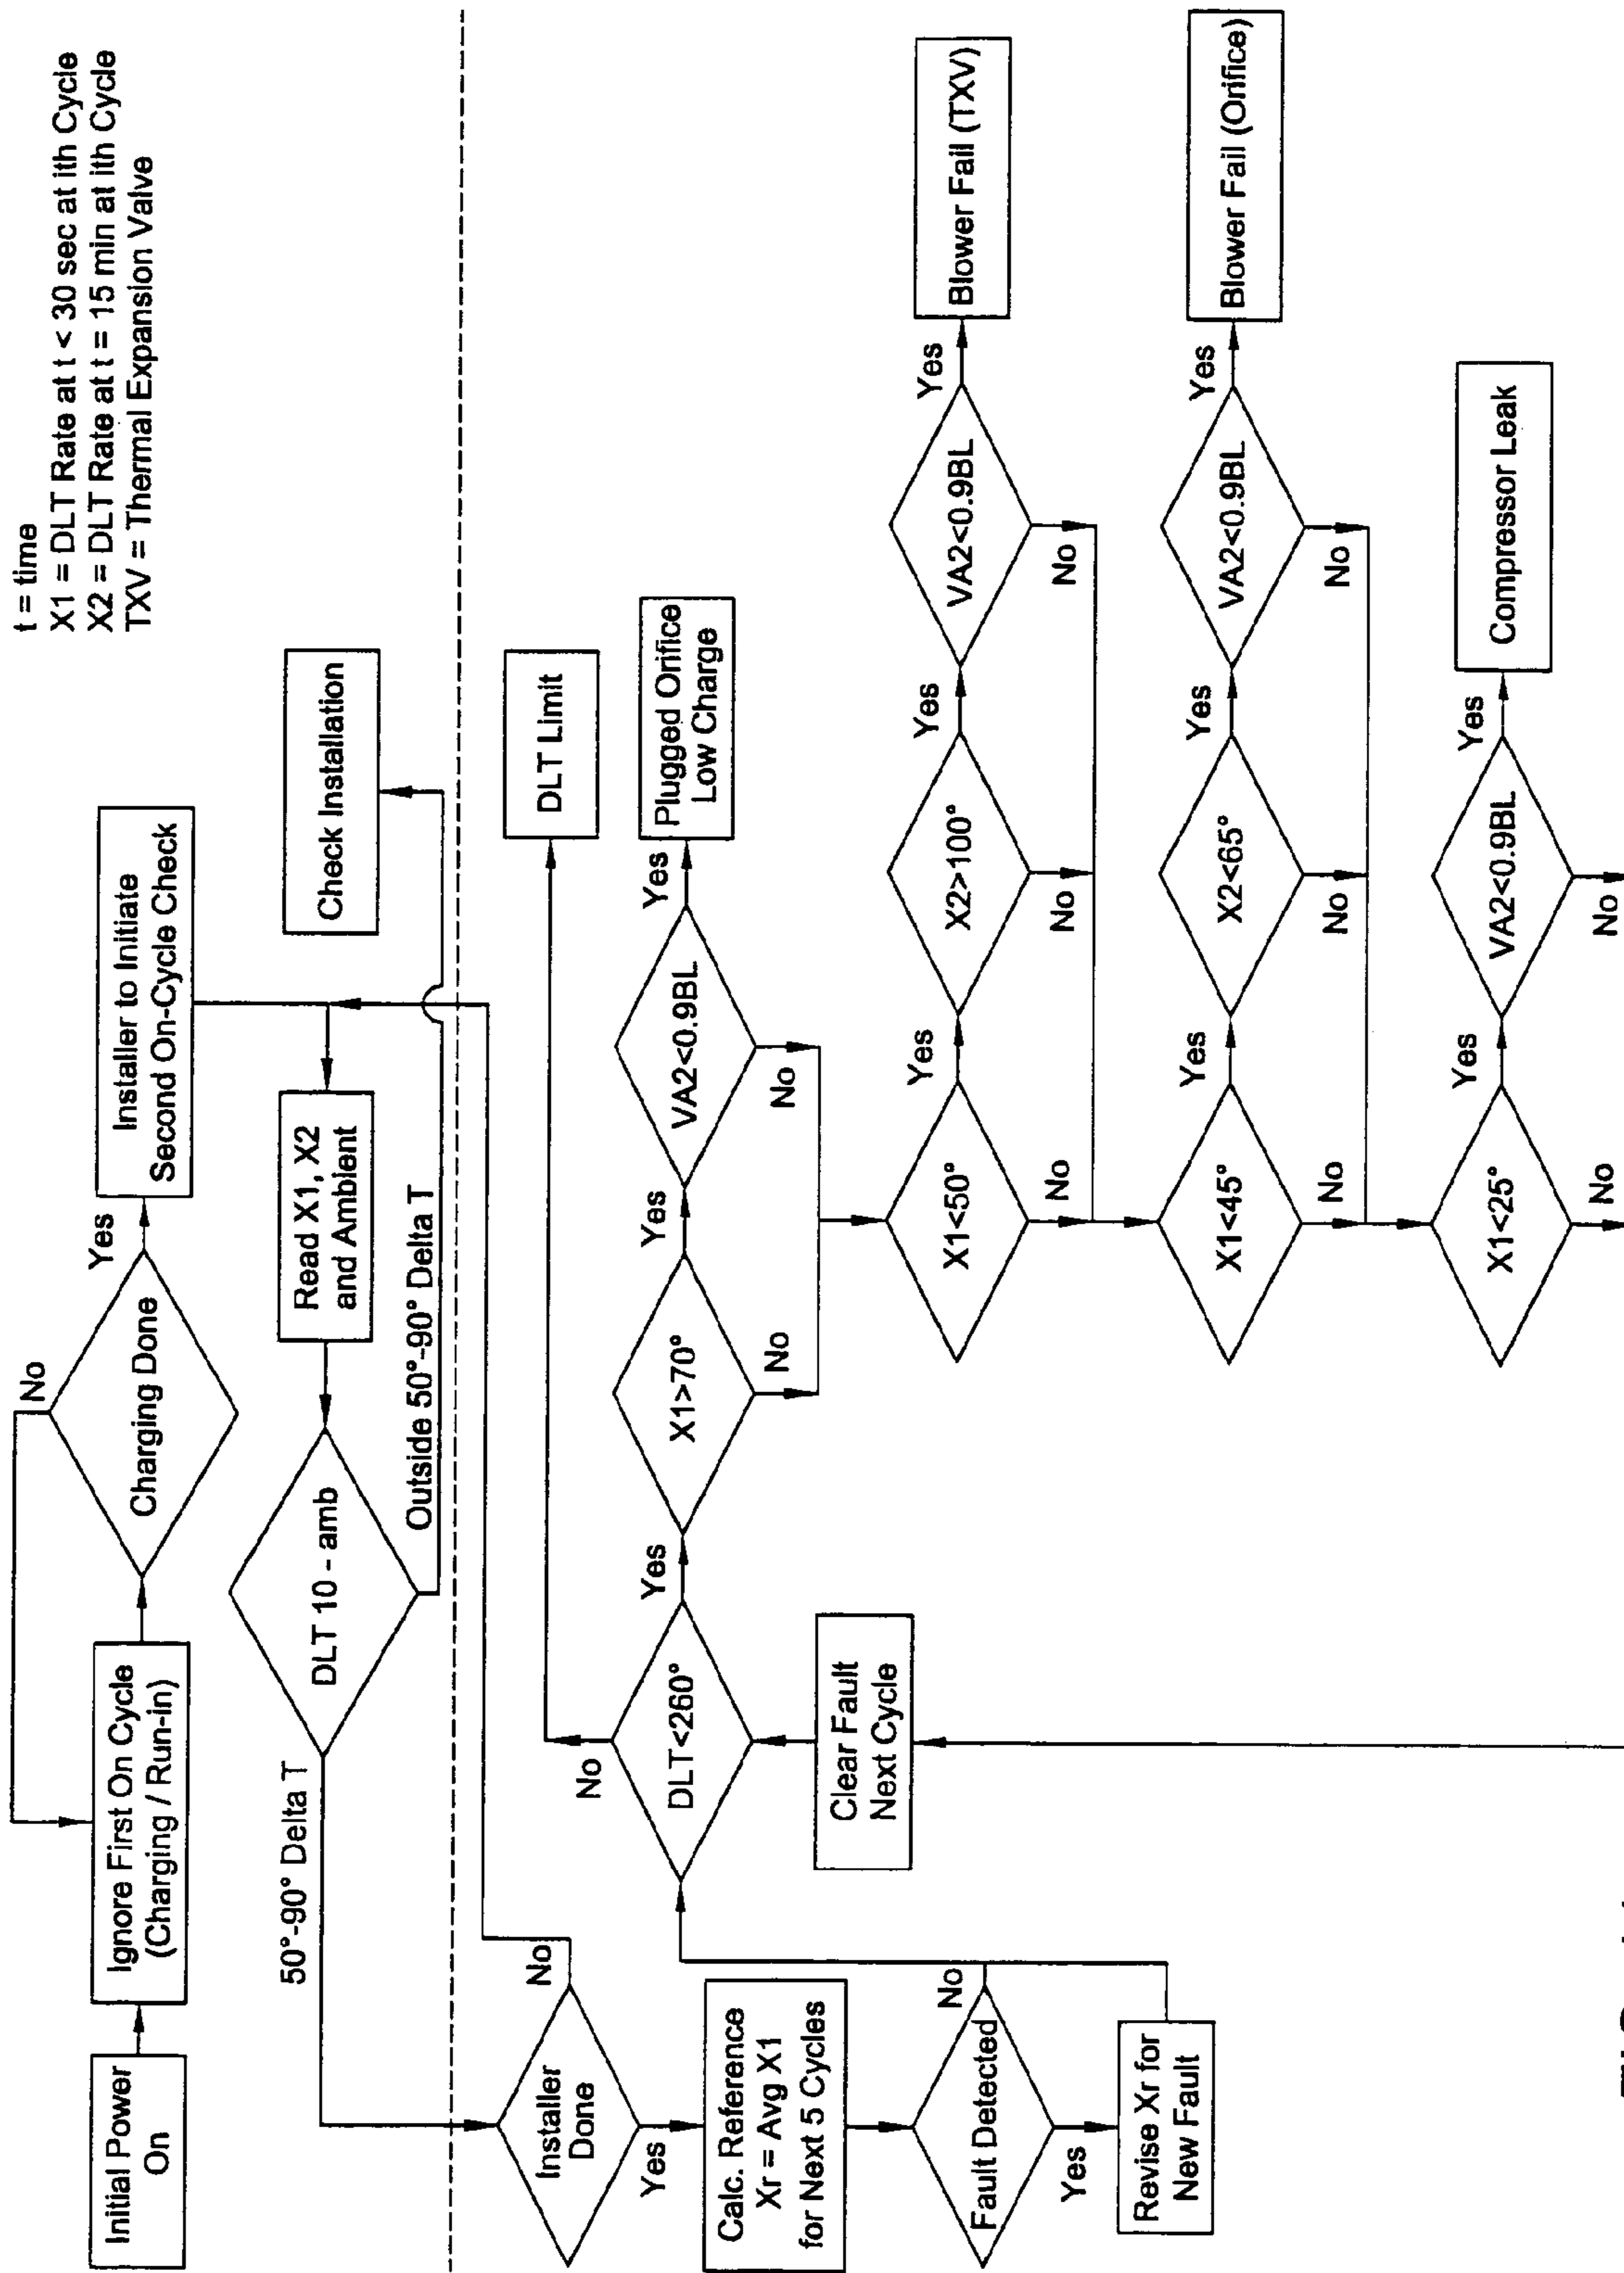 t = time
X1 = DLT Rate at t < 30 sec at ith Cycle
X2 = DLT Rate at t = 15 min at ith Cycle
TXV = Thermal Expansion Valve
Initial Power
On
Ignore First On Cycle
(Charging / Run-in)
No
Charging Done
Yes
Installer to Initiate
Second On-Cycle Check
Read X1, X2
and Ambient
DLT 10 - amb
50°-90° Delta T
Outside 50°-90° Delta T
Check Installation
Installer
Done
No
Yes
Calc. Reference
Xr = Avg X1
for Next 5 Cycles
Fault Detected
No
Yes
Revise Xr for
New Fault
DLT<260°
No
Yes
DLT Limit
Clear Fault
Next Cycle
X1>70°
Yes
No
VA2<0.9BL
Yes
No
Plugged Orifice
Low Charge
X1<50°
Yes
No
X2>100°
Yes
No
VA2<0.9BL
Yes
No
Blower Fail (TXV)
X1<45°
Yes
No
X2<65°
Yes
No
VA2<0.9BL
Yes
No
Blower Fail (Orifice)
X1<25°
Yes
No
VA2<0.9BL
Yes
No
Compressor Leak